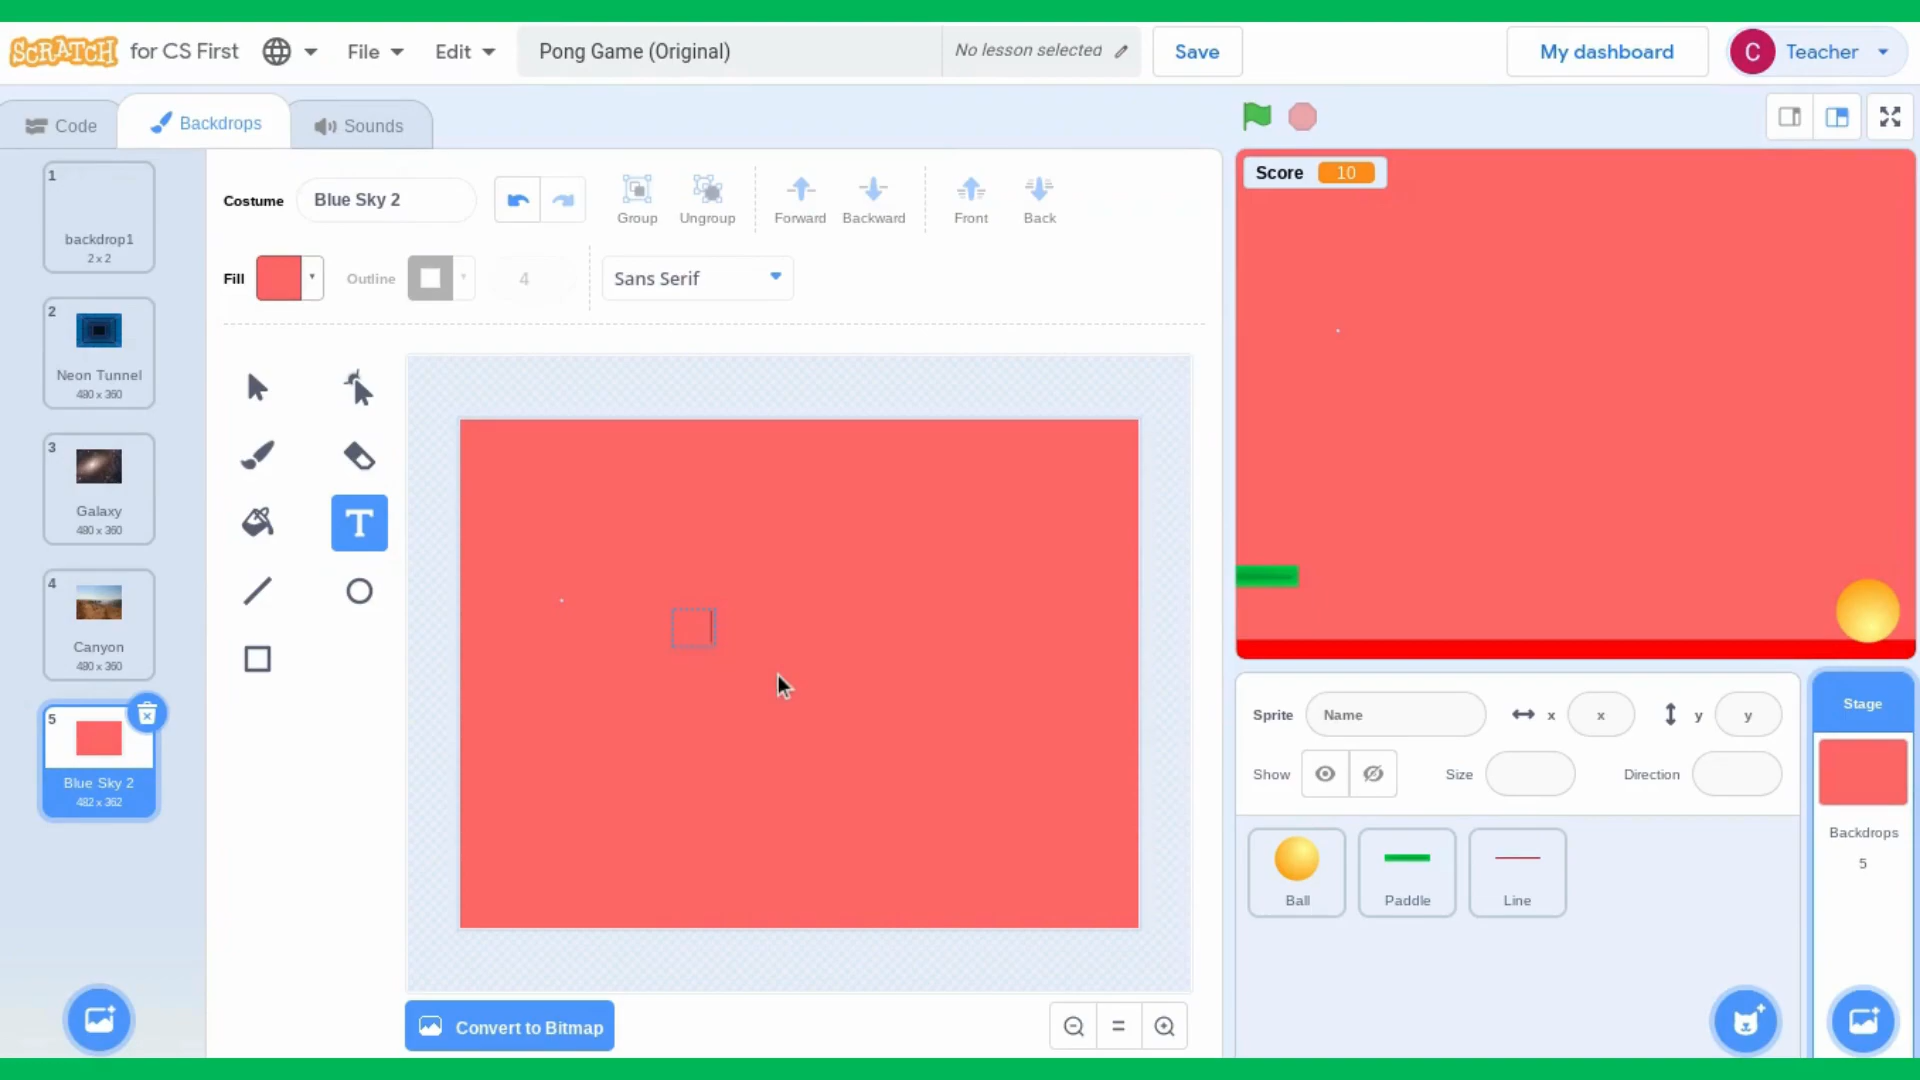 SCRATCH for CS First File Edit Pong Game (Original) No lesson selected Save My dashboard C Teacher
Code Backdrops Sounds
1
backdrop1
2 x 2
2
Neon Tunnel
480 x 360
3
Galaxy
480 x 360
4
Canyon
480 x 360
5
Blue Sky 2
482 x 362
Costume Blue Sky 2 Group Ungroup Forward Backward Front Back
Fill Outline 4 Sans Serif
T
Convert to Bitmap
Score 10
Sprite Name x x y y
Show Size Direction
Ball Paddle Line
Stage
Backdrops
5